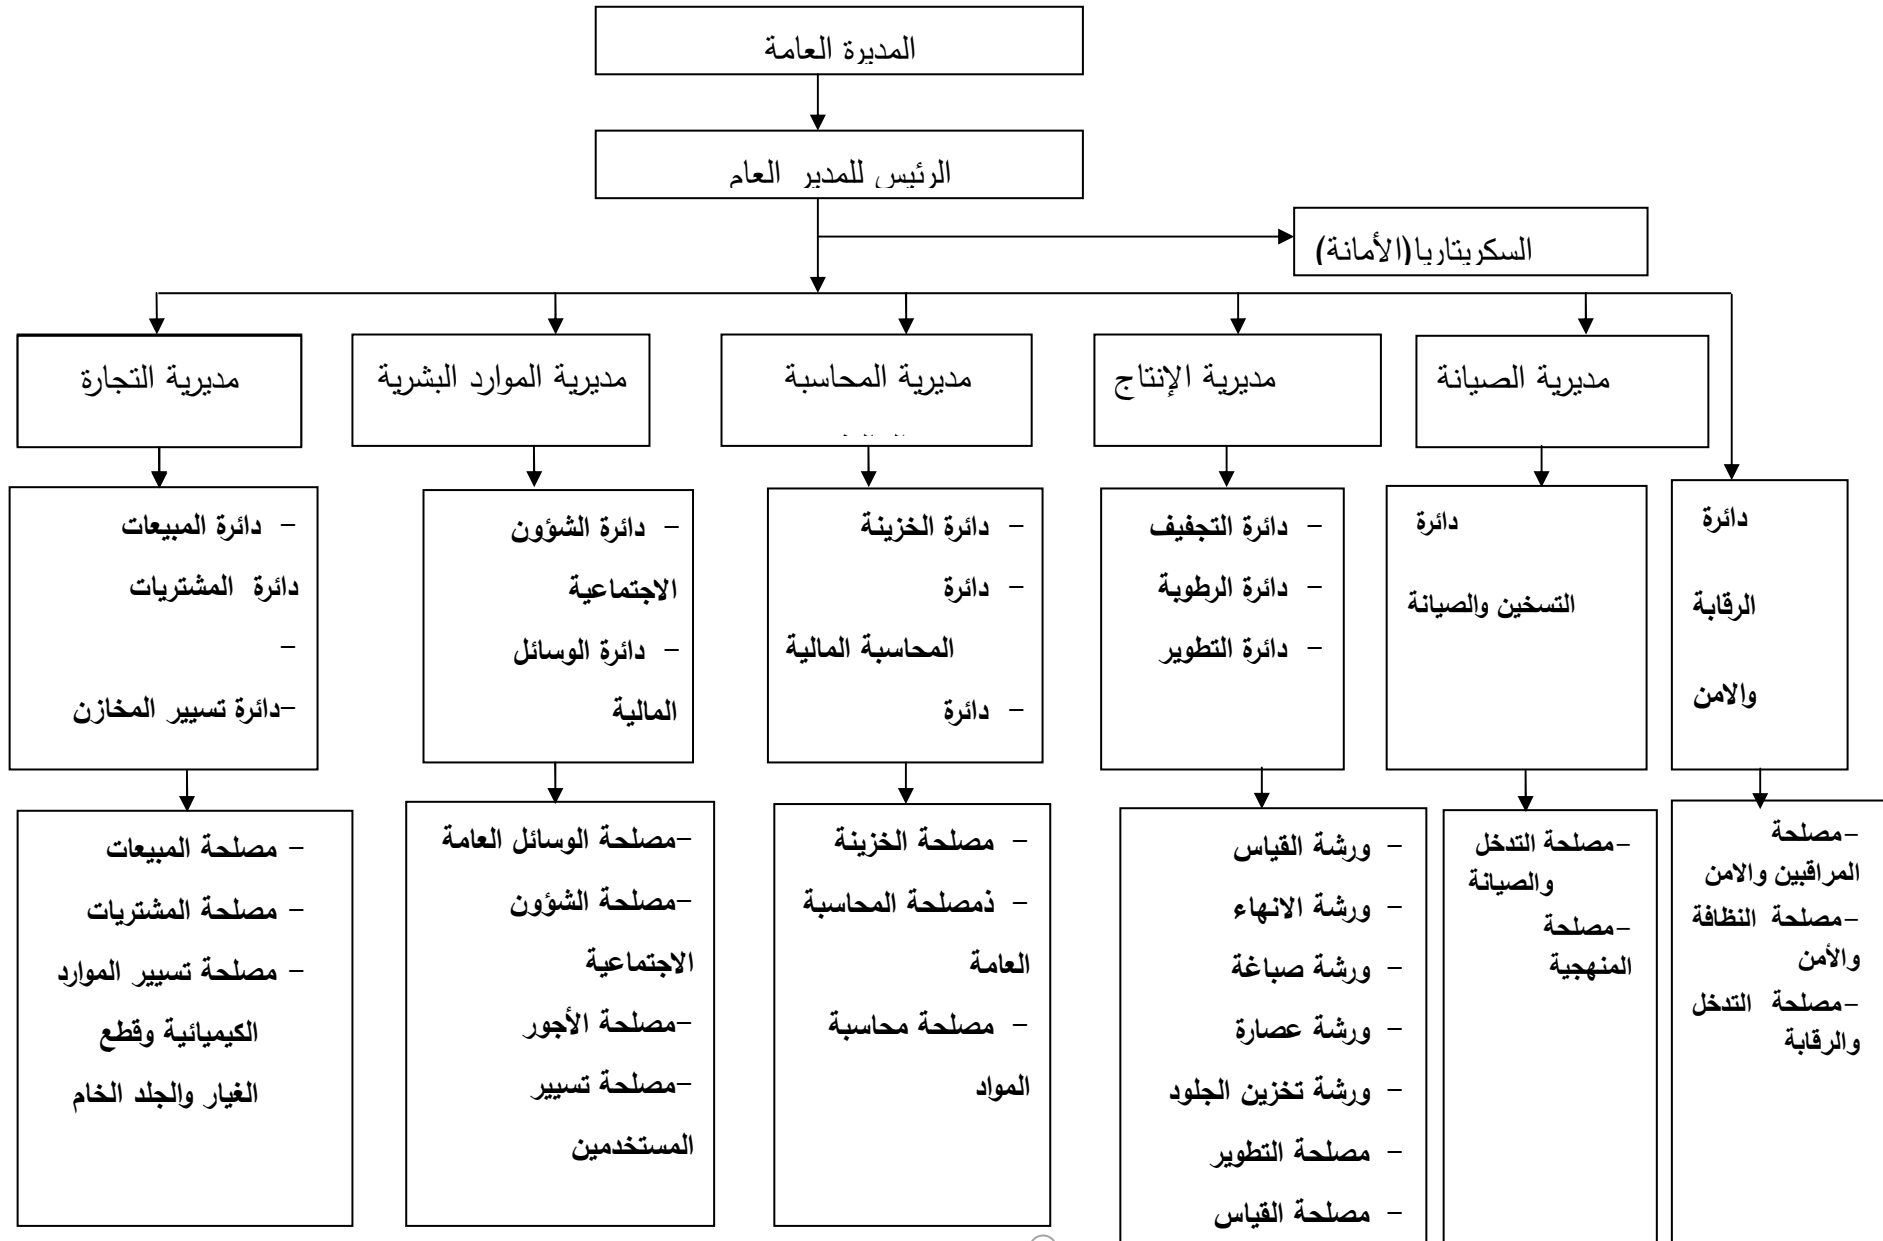 المديرة العامة
الرئيس للمدير العام
السكريتاريا(الأمانة)
مديرية الصيانة
مديرية الإنتاج
مديرية المحاسبة
مديرية الموارد البشرية
مديرية التجارة
دائرة
الرقابة
والامن
دائرة
التسخين والصيانة
- دائرة التجفيف
- دائرة الرطوبة
- دائرة التطوير
- دائرة الخزينة
- دائرة
المحاسبة المالية
- دائرة
- دائرة الشؤون
الاجتماعية
- دائرة الوسائل
المالية
- دائرة المبيعات
دائرة المشتريات
-
-دائرة تسيير المخازن
-مصلحة
المراقبين والامن
-مصلحة النظافة
والأمن
-مصلحة التدخل
والرقابة
-مصلحة التدخل
والصيانة
-مصلحة
المنهجية
- ورشة القياس
- ورشة الانهاء
- ورشة صباغة
- ورشة عصارة
- ورشة تخزين الجلود
- مصلحة التطوير
- مصلحة القياس
- مصلحة الخزينة
- ذمصلحة المحاسبة
العامة
- مصلحة محاسبة
المواد
-مصلحة الوسائل العامة
-مصلحة الشؤون
الاجتماعية
-مصلحة الأجور
-مصلحة تسيير
المستخدمين
- مصلحة المبيعات
- مصلحة المشتريات
- مصلحة تسيير الموارد
الكيميائية وقطع
الغيار والجلد الخام